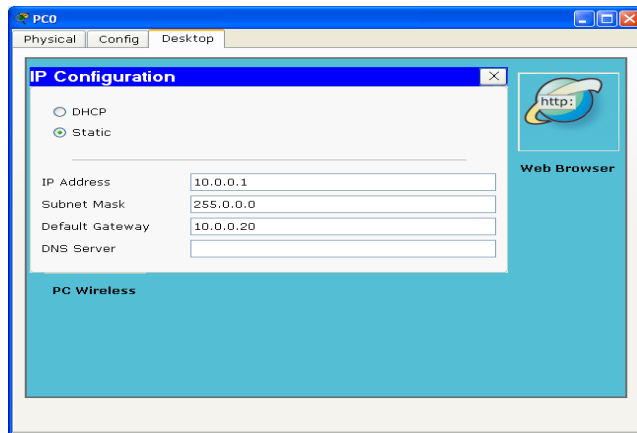 PC0
Physical Config Desktop
IP Configuration
http:
DHCP
Static
Web Browser
IP Address 10.0.0.1
Subnet Mask 255.0.0.0
Default Gateway 10.0.0.20
DNS Server
PC Wireless